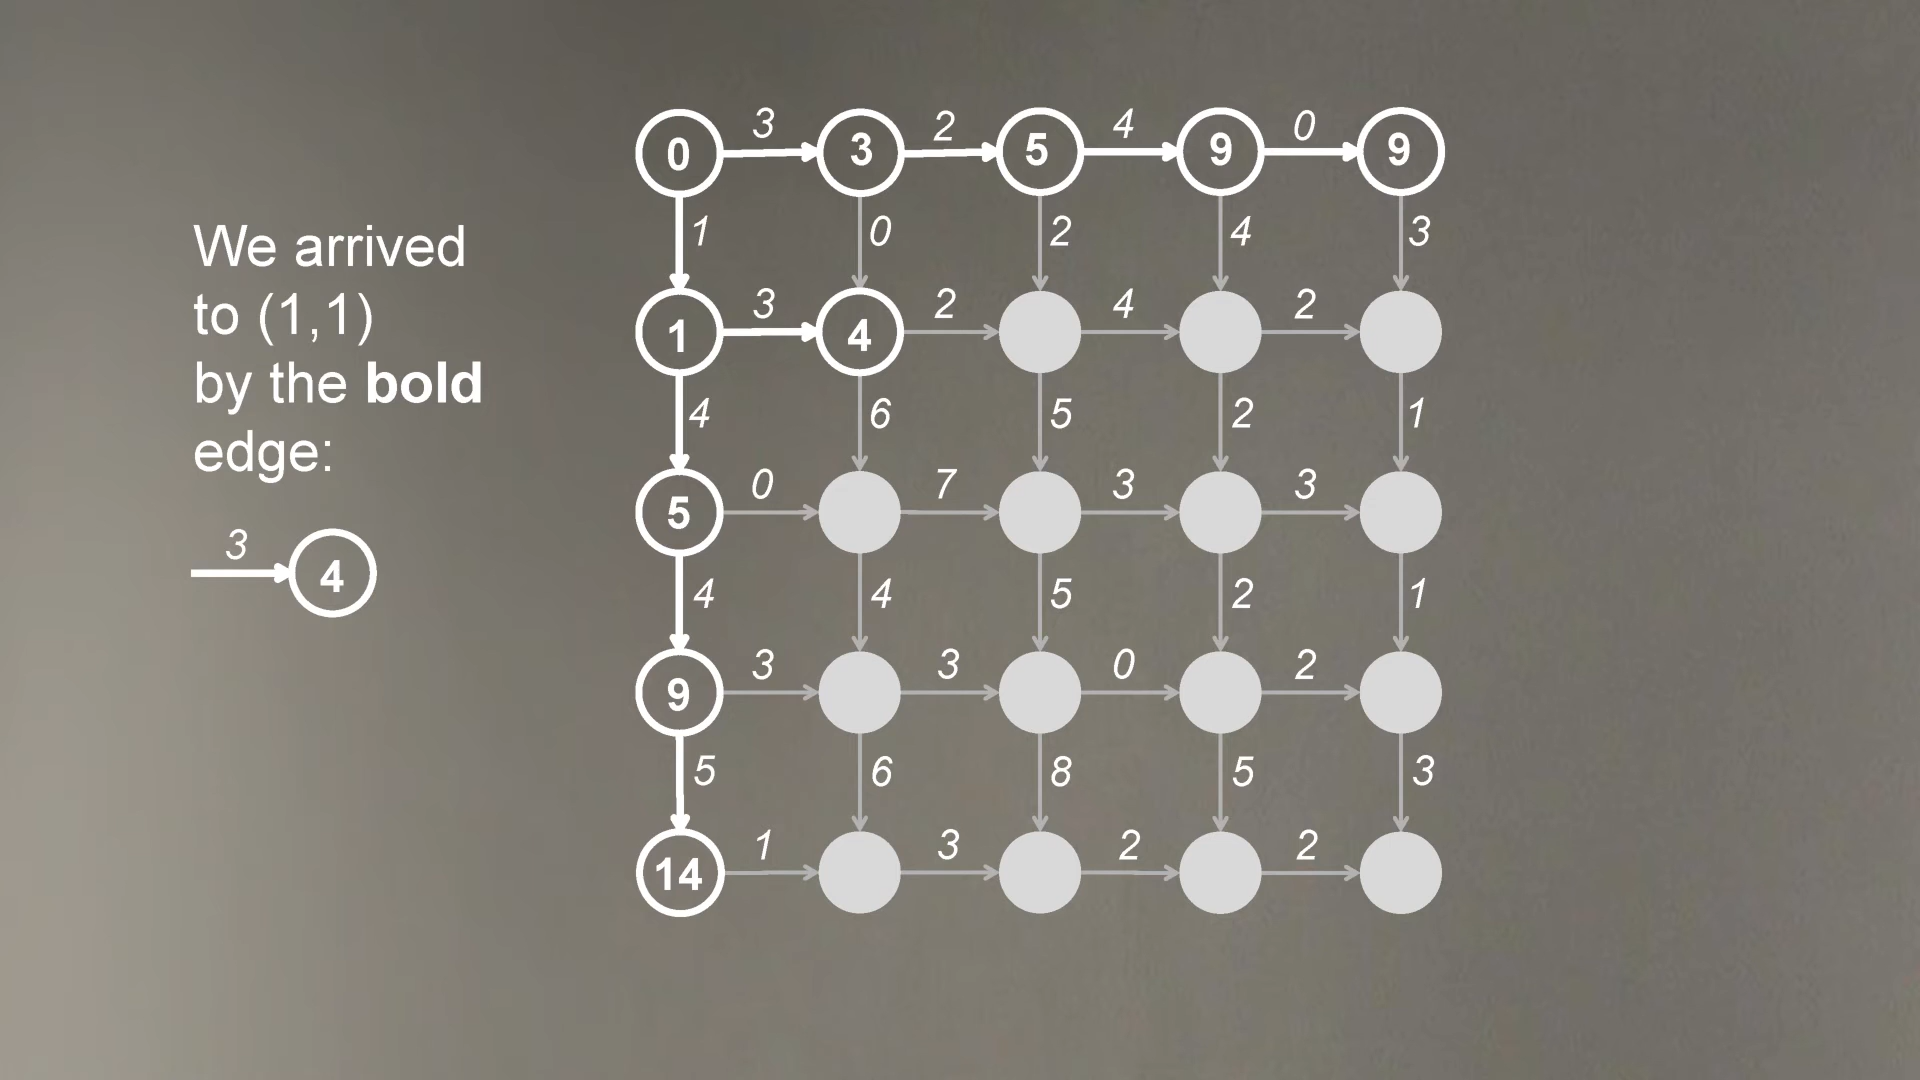 We arrived
to (1,1)
by the bold
edge:
3
4
3 2 4 0
0 3 5 9 9
1 0 2 4 3
3 2 4 2
1 4
4 6 5 2 1
0 7 3 3
5
4 4 5 2 1
3 3 0 2
9
5 6 8 5 3
1 3 2 2
14